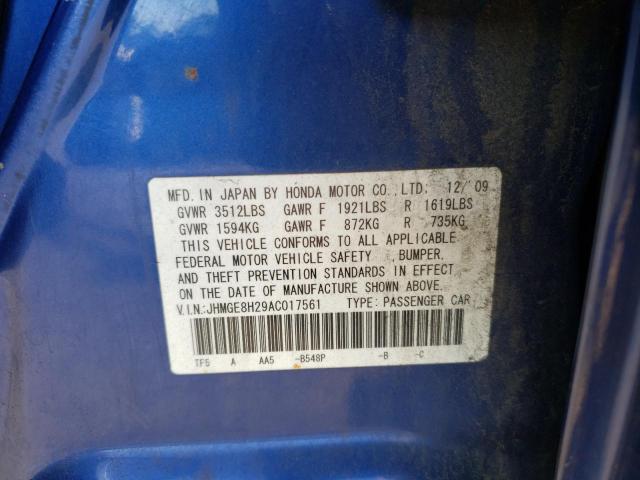 MFD. IN JAPAN BY HONDA MOTOR CO., LTD. 12/'09
GVWR 3512LBS GAWR F 1921LBS R 1619LBS
GVWR 1594KG GAWR F 872KG R 735KG
THIS VEHICLE CONFORMS TO ALL APPLICABLE
FEDERAL MOTOR VEHICLE SAFETY ,BUMPER,
AND THEFT PREVENTION STANDARDS IN EFFECT
ON THE DATE OF MANUFACTURE SHOWN ABOVE.
V.I.N.:JHMGE8H29AC017561 TYPE: PASSENGER CAR
TF5 A AA5 -B548P -B -C